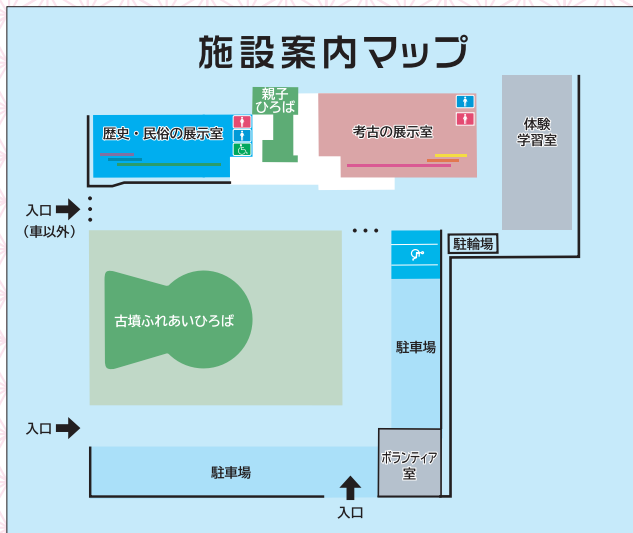 施設案内マップ
親子
ひろば
歴史・民俗の展示室
考古の展示室
体験
学習室
入口
（車以外）
駐輪場
古墳ふれあいひろば
駐車場
入口
ボランティア
室
駐車場
入口